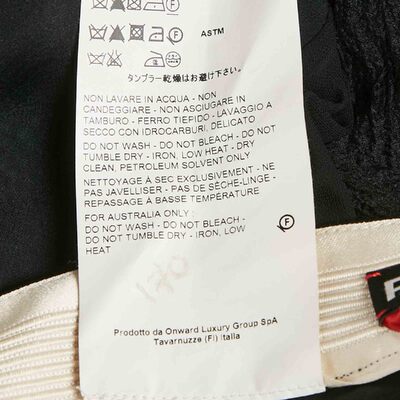 F
ASTM
F
タンブラー乾燥はお避け下さい。
NON LAVARE IN ACQUA - NON
CANDEGGIARE - NON ASCIUGARE IN
TAMBURO - FERRO TIEPIDO - LAVAGGIO A
SECCO CON IDROCARBURI, DELICATO
DO NOT WASH - DO NOT BLEACH - DO NOT
TUMBLE DRY - IRON, LOW HEAT - DRY
CLEAN, PETROLEUM SOLVENT ONLY
NETTOYAGE À SEC EXCLUSIVEMENT - NE
PAS JAVELLISER - PAS DE SÈCHE-LINGE -
REPASSAGE À BASSE TEMPÉRATURE
FOR AUSTRALIA ONLY :
DO NOT WASH - DO NOT BLEACH -
DO NOT TUMBLE DRY - IRON, LOW
HEAT
F
Prodotto da Onward Luxury Group SpA
Tavarnuzze (FI) Italia